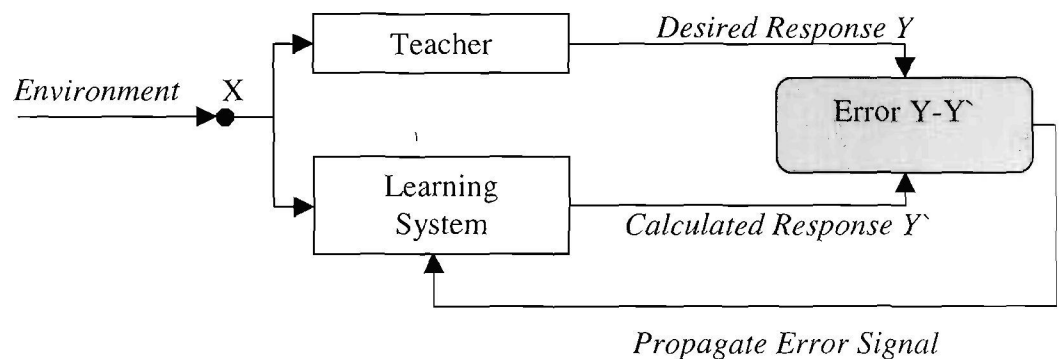 Desired Response Y
Teacher
Environment
X
Error Y-Y`
Learning
System
Calculated Response Y`
Propagate Error Signal